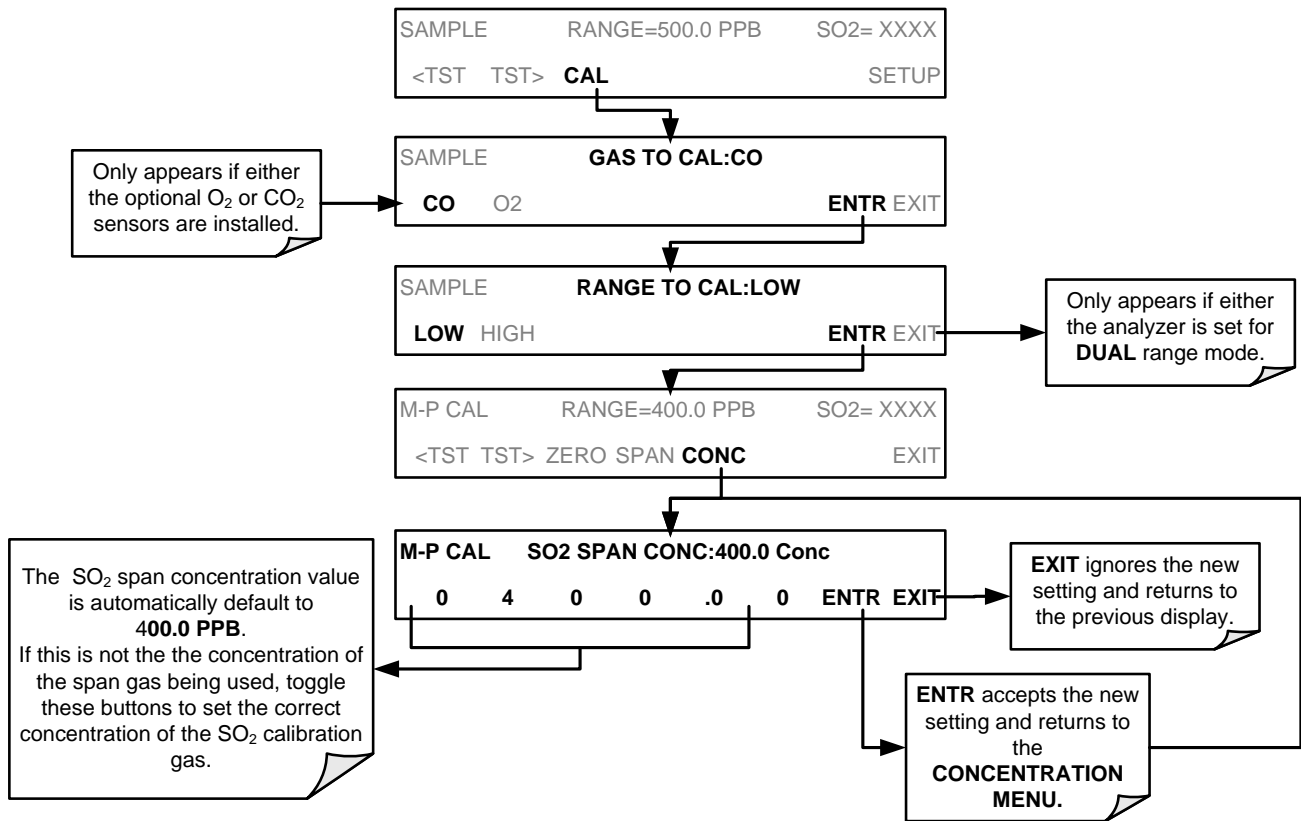 SAMPLE RANGE=500.0 PPB SO2= XXXX
<TST TST> CAL SETUP
Only appears if either
the optional O₂ or CO₂
sensors are installed.
SAMPLE GAS TO CAL:CO
CO O2 ENTR EXIT
SAMPLE RANGE TO CAL:LOW
LOW HIGH ENTR EXIT
Only appears if either
the analyzer is set for
DUAL range mode.
M-P CAL RANGE=400.0 PPB SO2= XXXX
<TST TST> ZERO SPAN CONC EXIT
M-P CAL SO2 SPAN CONC:400.0 Conc
0 4 0 0 .0 0 ENTR EXIT
The SO₂ span concentration value
is automatically default to
400.0 PPB.
If this is not the the concentration of
the span gas being used, toggle
these buttons to set the correct
concentration of the SO₂ calibration
gas.
EXIT ignores the new
setting and returns to
the previous display.
ENTR accepts the new
setting and returns to
the
CONCENTRATION
MENU.